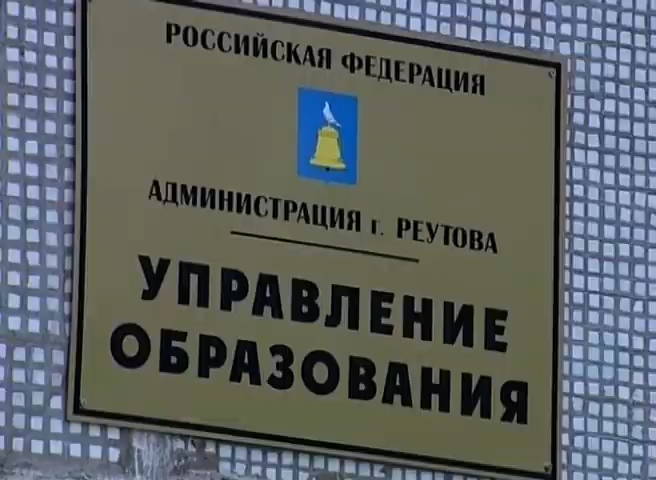 РОССИЙСКАЯ ФЕДЕРАЦИЯ
АДМИНИСТРАЦИЯ г. РЕУТОВА
УПРАВЛЕНИЕ
ОБРАЗОВАНИЯ